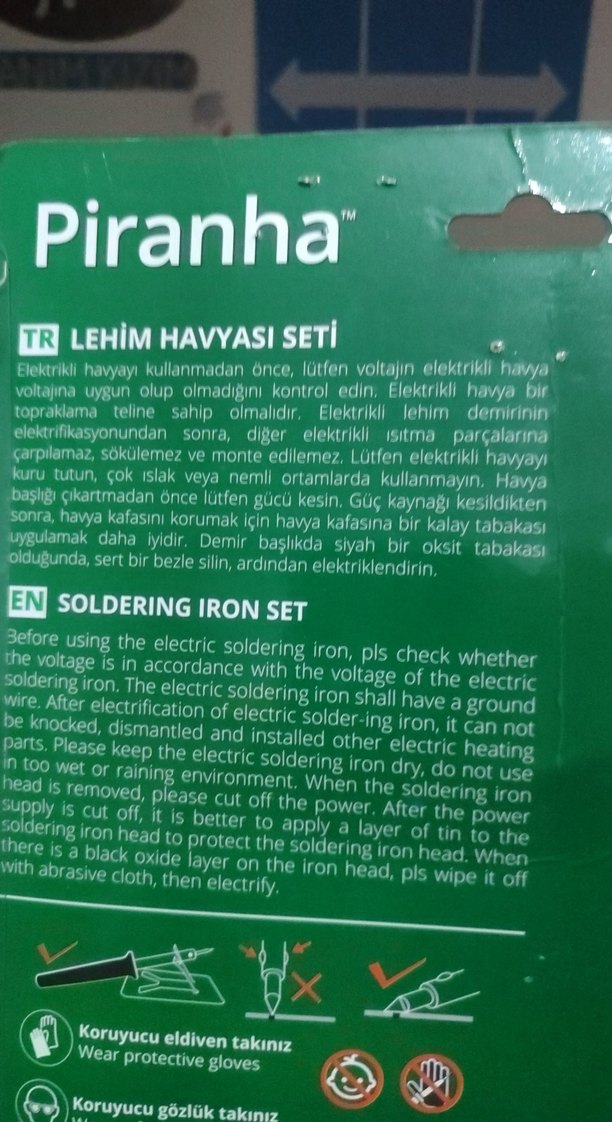 Piranha™
TR LEHİM HAVYASI SETİ
Elektrikli havyayı kullanmadan önce, lütfen voltajın elektrikli havya
voltajına uygun olup olmadığını kontrol edin. Elektrikli havya bir
topraklama teline sahip olmalıdır. Elektrikli lehim demirinin
elektrifikasyonundan sonra, diğer elektrikli ısıtma parçalarına
çarpılamaz, sökülemez ve monte edilemez. Lütfen elektrikli havyayı
kuru tutun, çok ıslak veya nemli ortamlarda kullanmayın. Havya
başlığı çıkartmadan önce lütfen gücü kesin. Güç kaynağı kesildikten
sonra, havya kafasını korumak için havya kafasına bir kalay tabakası
uygulamak daha iyidir. Demir başlıkda siyah bir oksit tabakası
olduğunda, sert bir bezle silin, ardından elektriklendirin.
EN SOLDERING IRON SET
Before using the electric soldering iron, pls check whether
the voltage is in accordance with the voltage of the electric
soldering iron. The electric soldering iron shall have a ground
wire. After electrification of electric solder-ing iron, it can not
be knocked, dismantled and installed other electric heating
parts. Please keep the electric soldering iron dry, do not use
in too wet or raining environment. When the soldering iron
head is removed, please cut off the power. After the power
supply is cut off, it is better to apply a layer of tin to the
soldering iron head to protect the soldering iron head. When
there is a black oxide layer on the iron head, pls wipe it off
with abrasive cloth, then electrify.
Koruyucu eldiven takınız
Wear protective gloves
Koruyucu gözlük takınız